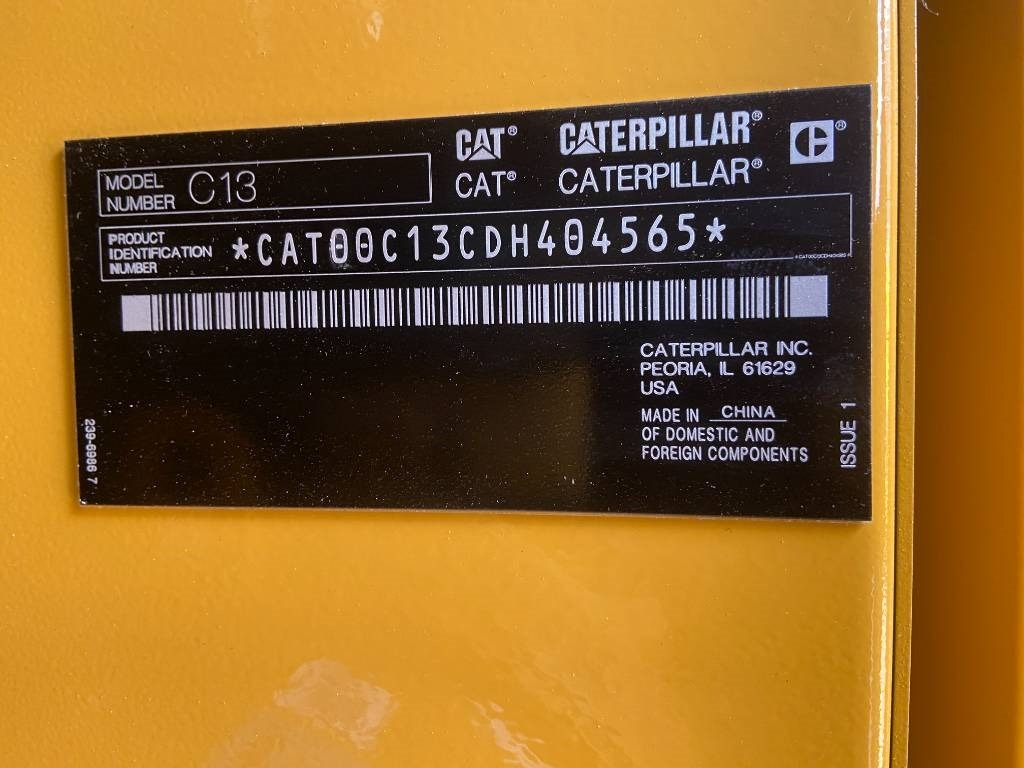 CAT® CATERPILLAR®
MODEL NUMBER C13
CAT® CATERPILLAR®
PRODUCT IDENTIFICATION NUMBER *CAT00C13CDH404565*
CATERPILLAR INC.
PEORIA, IL 61629
USA
MADE IN CHINA
OF DOMESTIC AND
FOREIGN COMPONENTS
239-6986 7
ISSUE 1